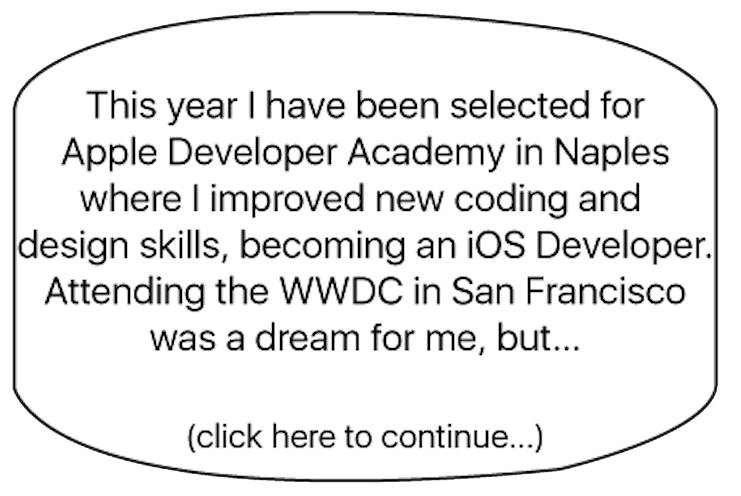 This year I have been selected for
Apple Developer Academy in Naples
where I improved new coding and
design skills, becoming an iOS Developer.
Attending the WWDC in San Francisco
was a dream for me, but...
(click here to continue...)